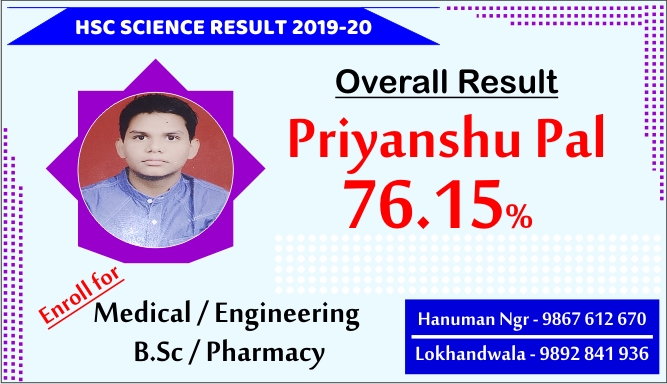 HSC SCIENCE RESULT 2019-20
Overall Result
Priyanshu Pal
76.15%
Enroll for
Medical / Engineering
B.Sc / Pharmacy
Hanuman Ngr - 9867 612 670
Lokhandwala - 9892 841 936